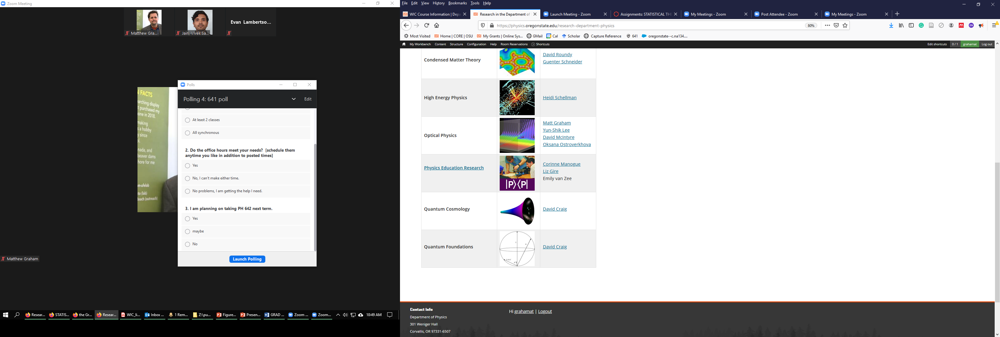 Zoom Meeting
Matthew Gra...
Jain, Vivek Sa...
Evan Lambertso...
FACTS
arching display
t purchased my
one in 2018.
making
s a hobby
y since
nada, and
beaver dams
hore for me
m-ufelab
to (lab)
Reach (outreach)
Matthew Graham
Polls
Polling 4: 641 poll
Edit
At least 2 classes
All synchronous
2. Do the office hours meet your needs? [schedule them
anytime you like in addition to posted times]
Yes
No, I can't make either time.
No problems, I am getting the help I need.
3. I am planning on taking PH 642 next term.
Yes
maybe
No
Launch Polling
Resear...
STATIS...
the Gr...
Resear...
WIC_li...
Inbox ...
1 Rem...
Z:\pu...
Figure...
Presen...
GRAD ...
Zoom ...
Zoom...
10:49 AM
File Edit View History Bookmarks Tools Help
WIC Course Information | Depa
Research in the Department of
Launch Meeting - Zoom
Assignments: STATISTICAL THE
My Meetings - Zoom
Post Attendee - Zoom
My Meetings - Zoom
https://physics.oregonstate.edu/research-department-physics
80%
EN
Most Visited
OSU Home | CORE | OSU
OSU My Grants | Online Sys...
GMail
Cal
Scholar
Capture Reference
641
oregonstate--c.na134....
My Workbench Content Structure Configuration Help Room Reservations Shortcuts
Edit shortcuts 0 / 1 grahamat Log out
Condensed Matter Theory
David Roundy
Guenter Schneider
High Energy Physics
Heidi Schellman
Optical Physics
Matt Graham
Yun-Shik Lee
David McIntyre
Oksana Ostroverkhova
Physics Education Research
|P⟩⟨P|
Corinne Manogue
Liz Gire
Emily van Zee
Quantum Cosmology
David Craig
Quantum Foundations
David Craig
Contact Info
Department of Physics
301 Weniger Hall
Corvallis, OR 97331-6507
Hi grahamat | Logout